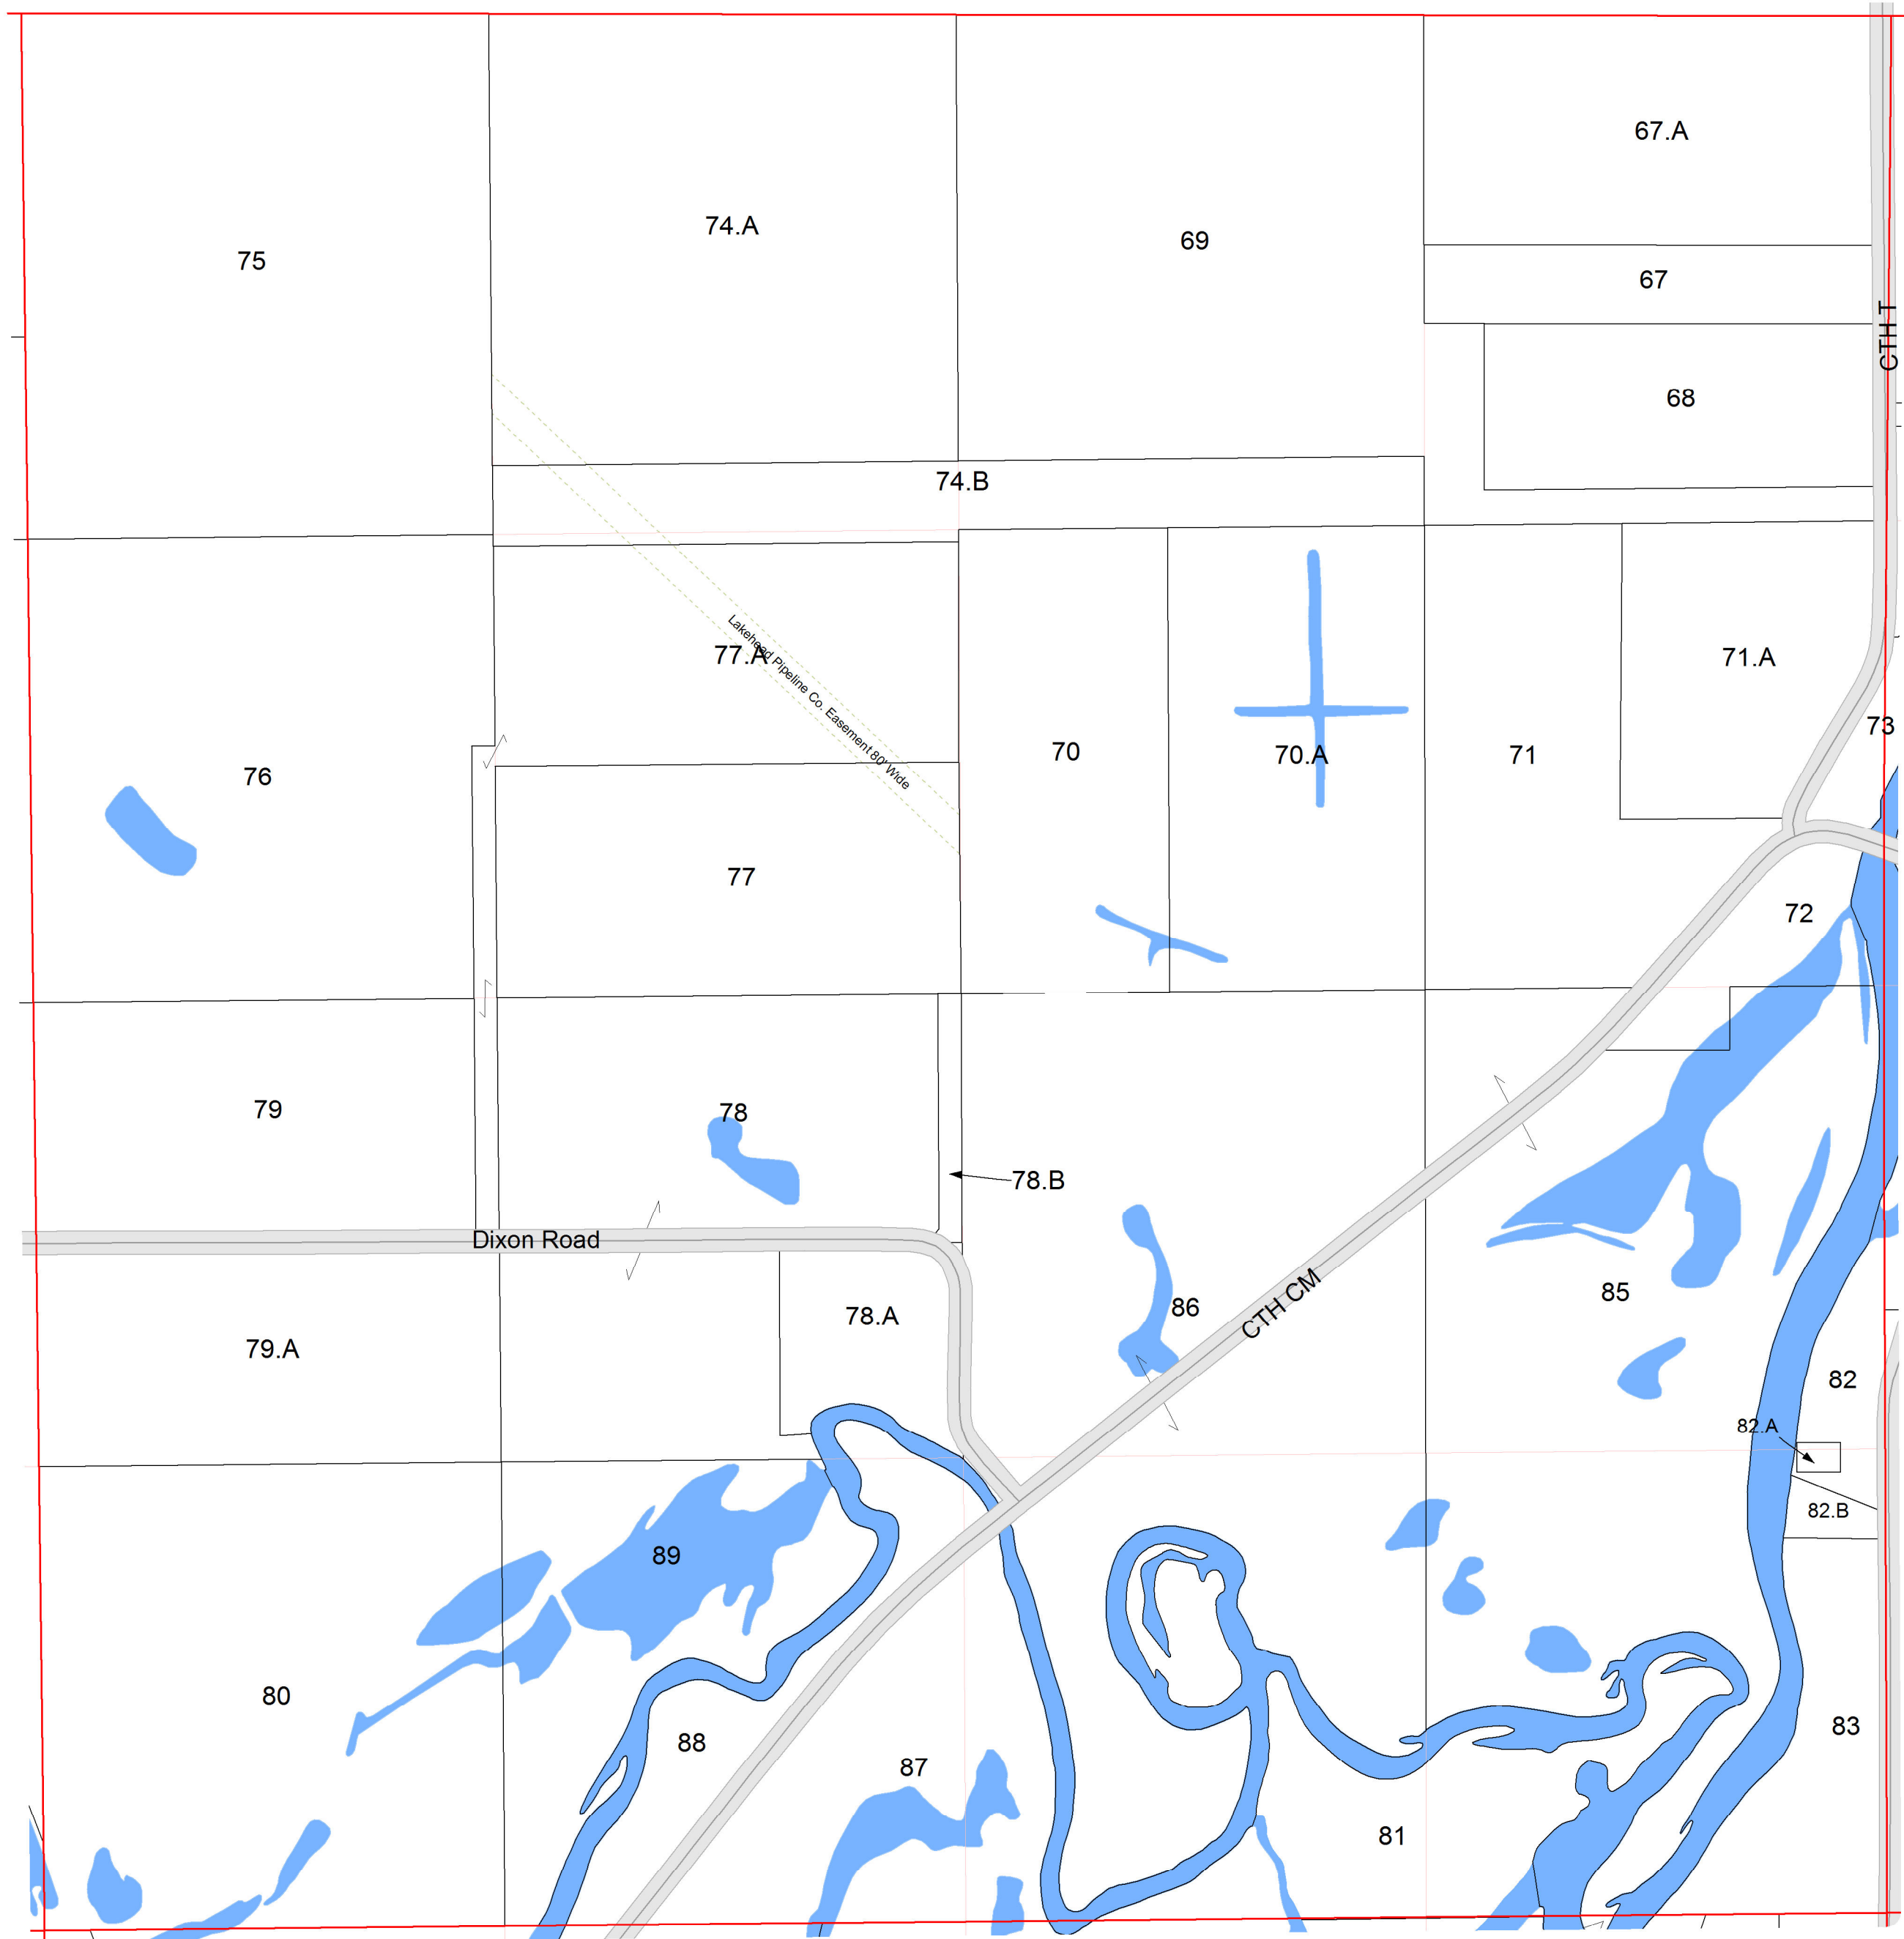 67.A
74.A
69
75
67
CTH T
68
74.B
77.A
Lakehead Pipeline Co. Easement 80' Wide
71.A
73
70
70.A
71
76
77
72
79
78
78.B
Dixon Road
85
86
CTH CM
78.A
79.A
82
82.A
82.B
89
80
83
88
87
81